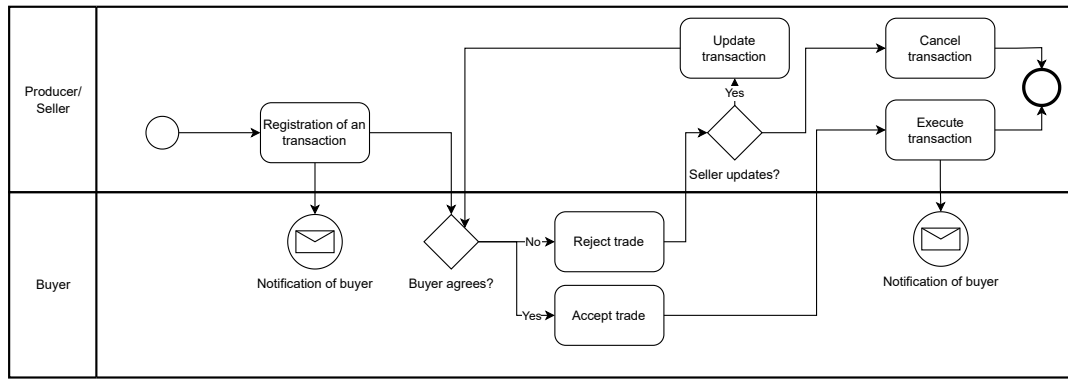 Producer/
Seller
Registration of an
transaction
Update
transaction
Yes
Seller updates?
Cancel
transaction
Execute
transaction
Buyer
Notification of buyer
Buyer agrees?
No
Reject trade
Yes
Accept trade
Notification of buyer